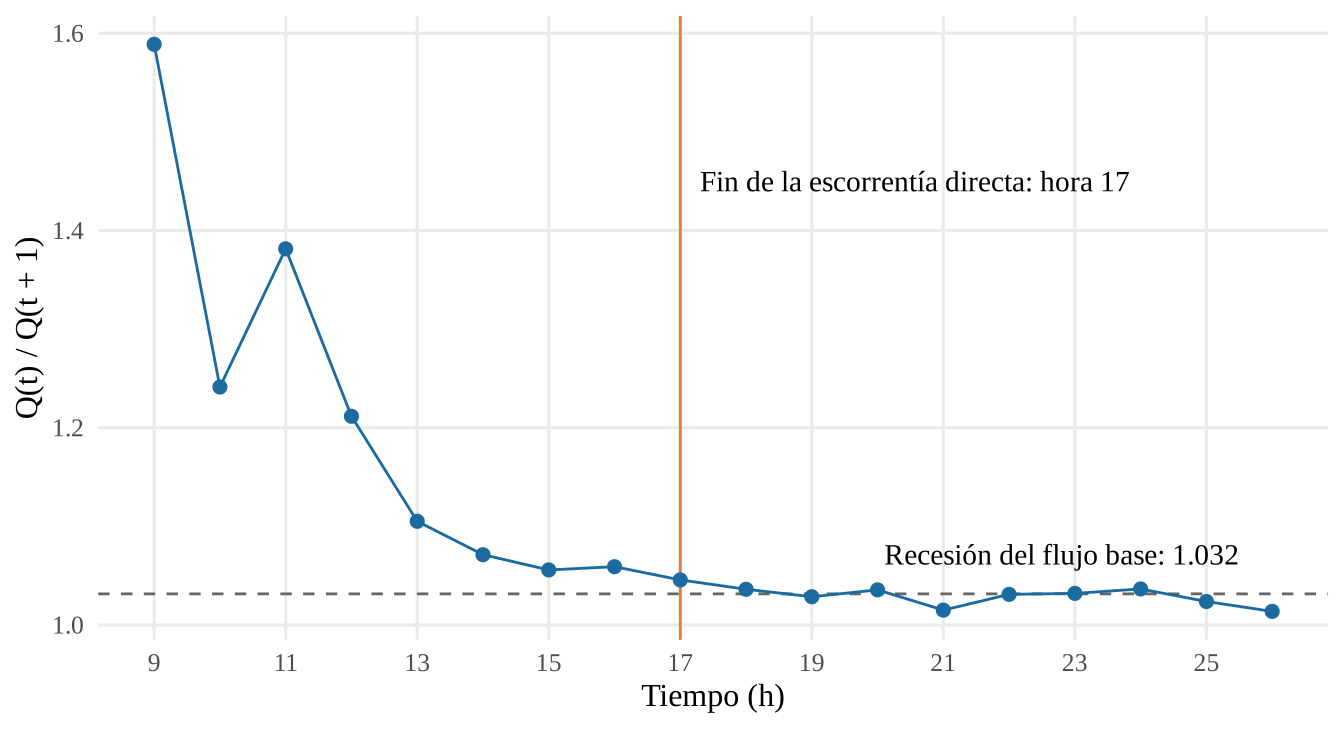 1.6
1.4
1.2
1.0
Q(t) / Q(t + 1)
Fin de la escorrentía directa: hora 17
Recesión del flujo base: 1.032
9 11 13 15 17 19 21 23 25
Tiempo (h)